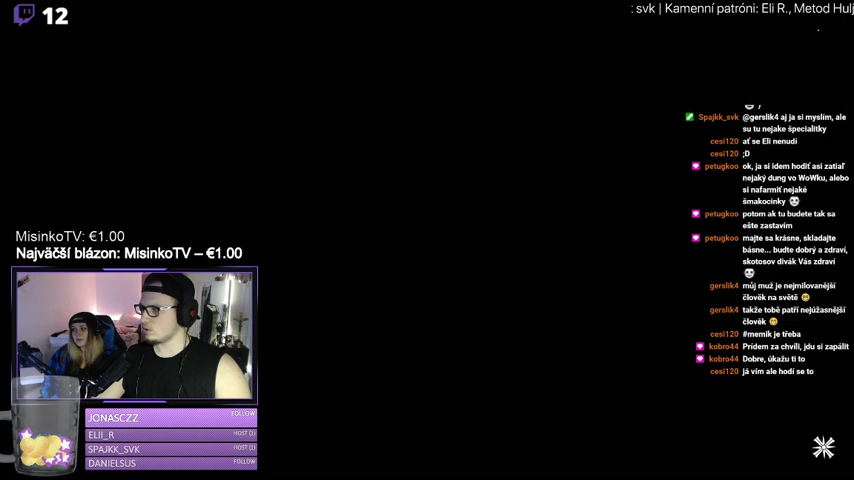 12
: svk | Kamenní patróni: Eli R., Metod Hulj
Spajkk_svk @gerslik4 aj ja si myslím, ale
su tu nejake špecialitky
cesi120 ať se Eli nenudí
cesi120 ;D
petugkoo ok, ja si idem hodiť asi zatiaľ
nejaký dung vo WoWku, alebo
si nafarmiť nejaké
šmakocinky
petugkoo potom ak tu budete tak sa
ešte zastavím
petugkoo majte sa krásne, skladajte
básne... budte dobrý a zdraví,
skotosov divák Vás zdraví
gerslik4 můj muž je nejmilovanější
člověk na světě
gerslik4 takže tobě patří nejúžasnější
člověk
cesi120 #memik je třeba
kobro44 Prídem za chvíli, jdu si zapálit
kobro44 Dobre, úkažu ti to
cesi120 já vím ale hodí se to
MisinkoTV: €1.00
Najväčší blázon: MisinkoTV – €1.00
JONASCZZ FOLLOW
ELII_R HOST (1)
SPAJKK_SVK HOST (1)
DANIELSUS FOLLOW